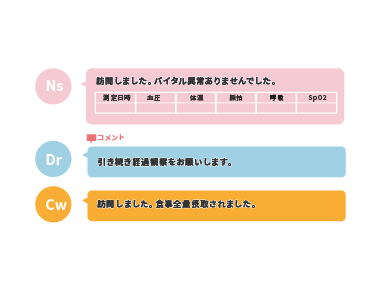 Ns
訪問しました。バイタル異常ありませんでした。
測定日時 血圧 体温 脈拍 呼吸 SpO2
コメント
Dr
引き続き経過観察をお願いします。
Cw
訪問しました。食事全量摂取されました。